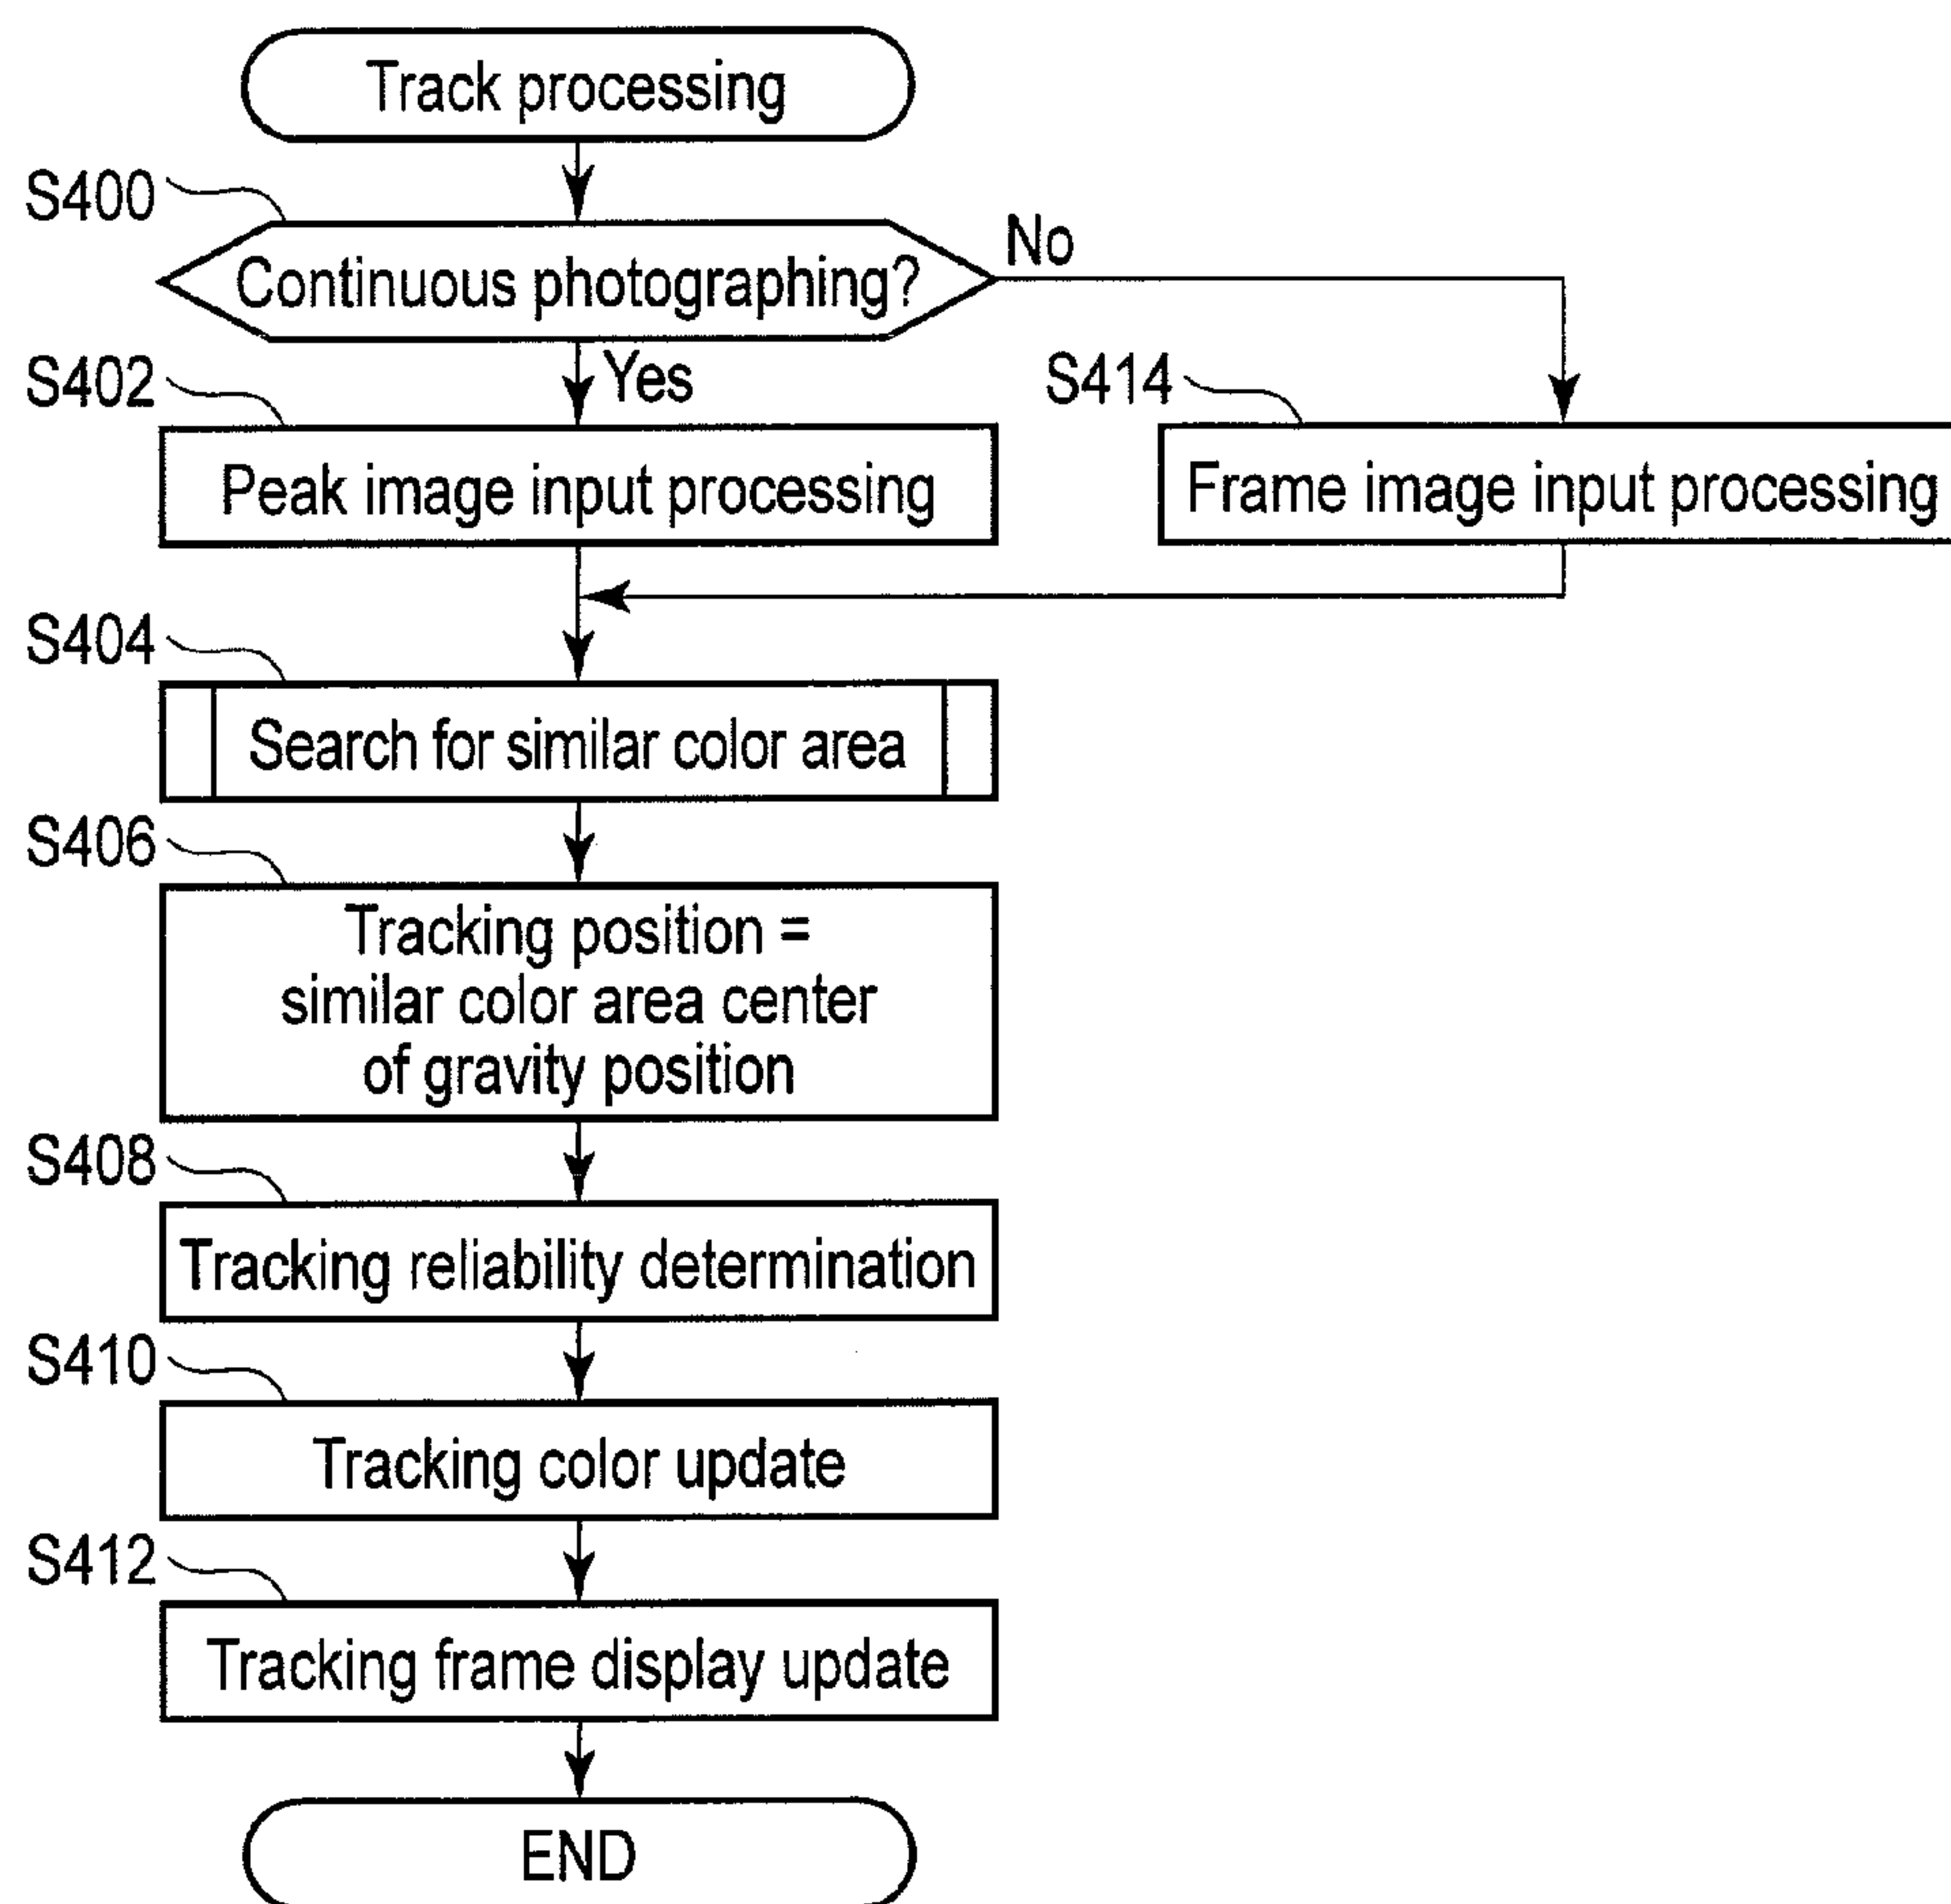 Track processing
S400
Continuous photographing?
No
Yes
S402
Peak image input processing
S414
Frame image input processing
S404
Search for similar color area
S406
Tracking position =
similar color area center
of gravity position
S408
Tracking reliability determination
S410
Tracking color update
S412
Tracking frame display update
END